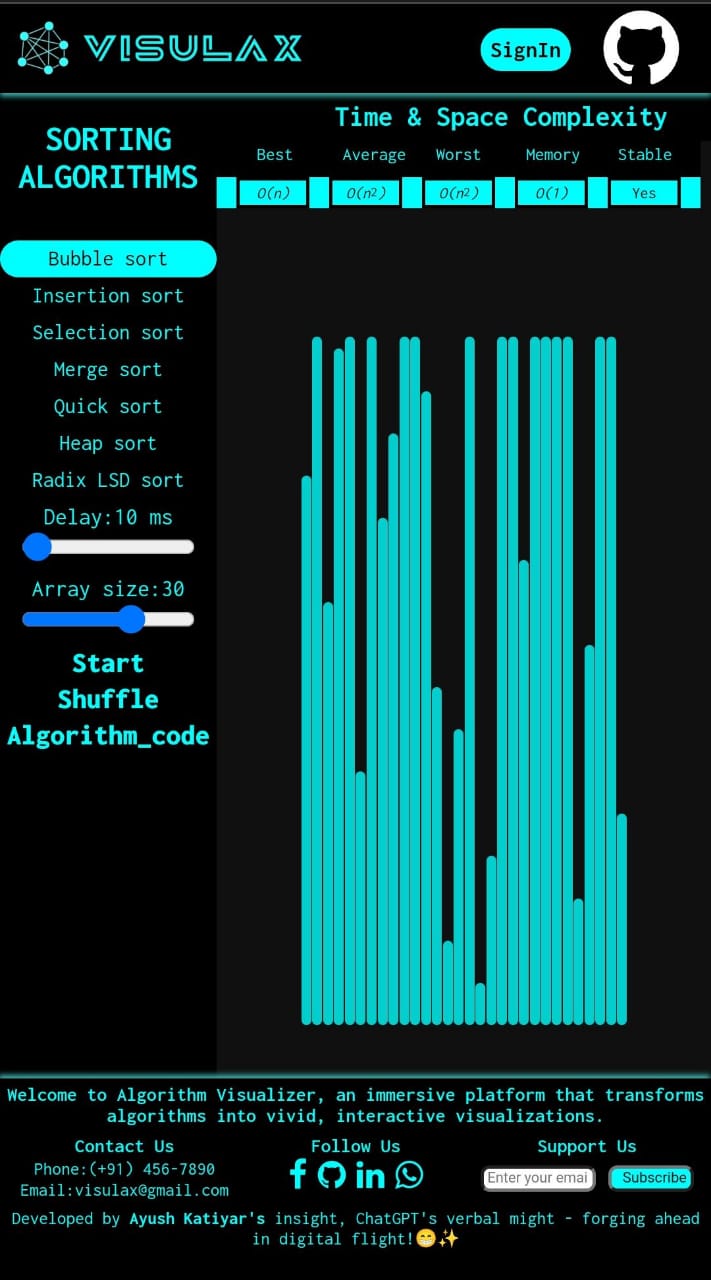 VISULAX
SignIn
SORTING
ALGORITHMS
Time & Space Complexity
Best Average Worst Memory Stable
O(n) O(n²) O(n²) O(1) Yes
Bubble sort
Insertion sort
Selection sort
Merge sort
Quick sort
Heap sort
Radix LSD sort
Delay:10 ms
Array size:30
Start
Shuffle
Algorithm_code
Welcome to Algorithm Visualizer, an immersive platform that transforms
algorithms into vivid, interactive visualizations.
Contact Us
Phone:(+91) 456-7890
Email:visulax@gmail.com
Follow Us
Support Us
Enter your emai
Subscribe
Developed by Ayush Katiyar's insight, ChatGPT's verbal might - forging ahead
in digital flight!😁✨